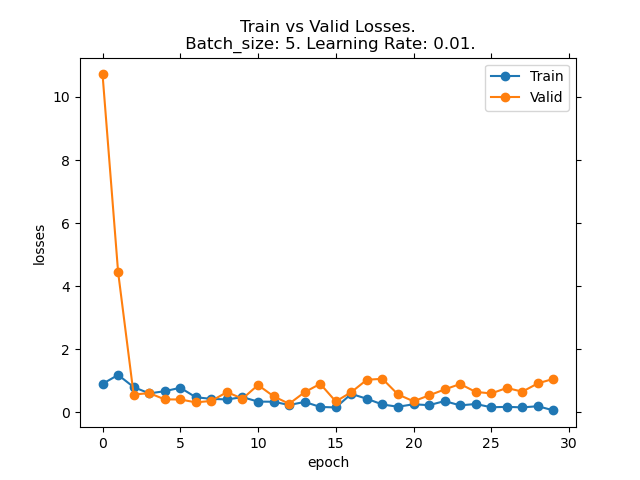 Train vs Valid Losses.
Batch_size: 5. Learning Rate: 0.01.
Train
Valid
10
8
6
4
2
0
losses
0 5 10 15 20 25 30
epoch